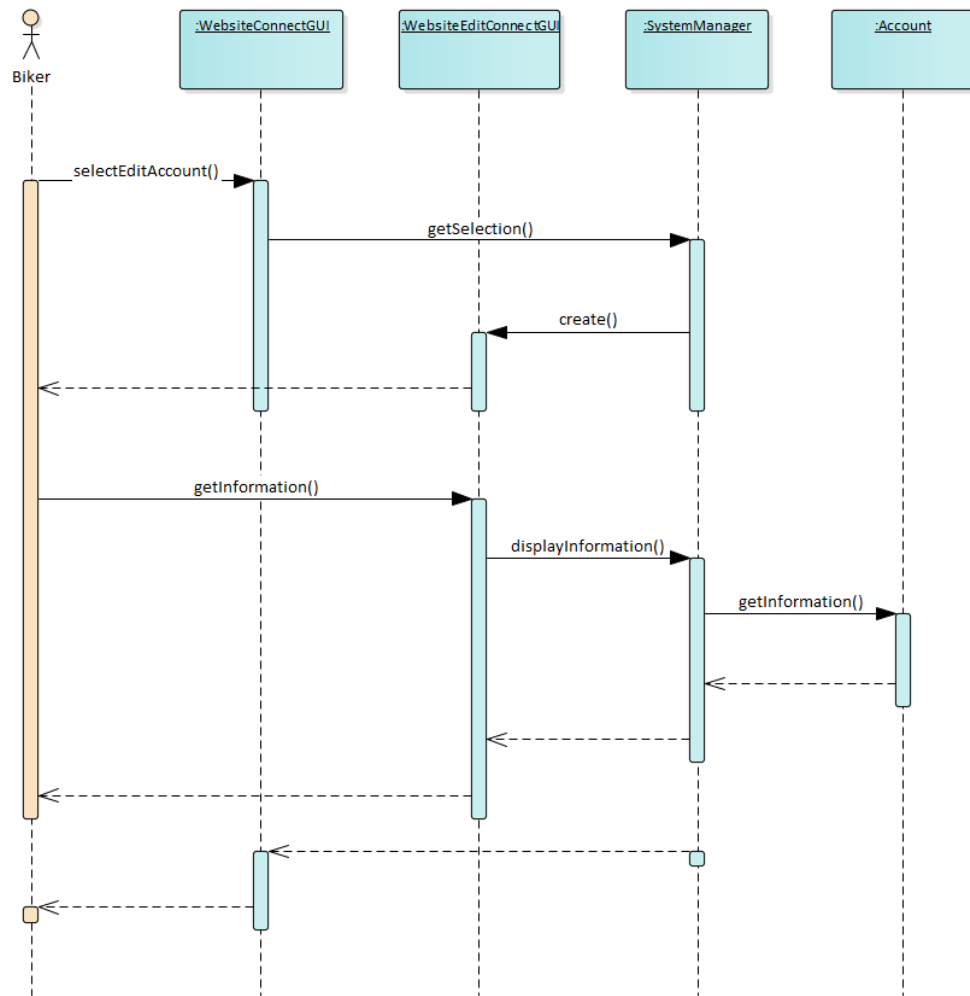 :WebsiteConnectGUI
:WebsiteEditConnectGUI
:SystemManager
:Account
Biker
selectEditAccount()
getSelection()
create()
getInformation()
displayInformation()
getInformation()